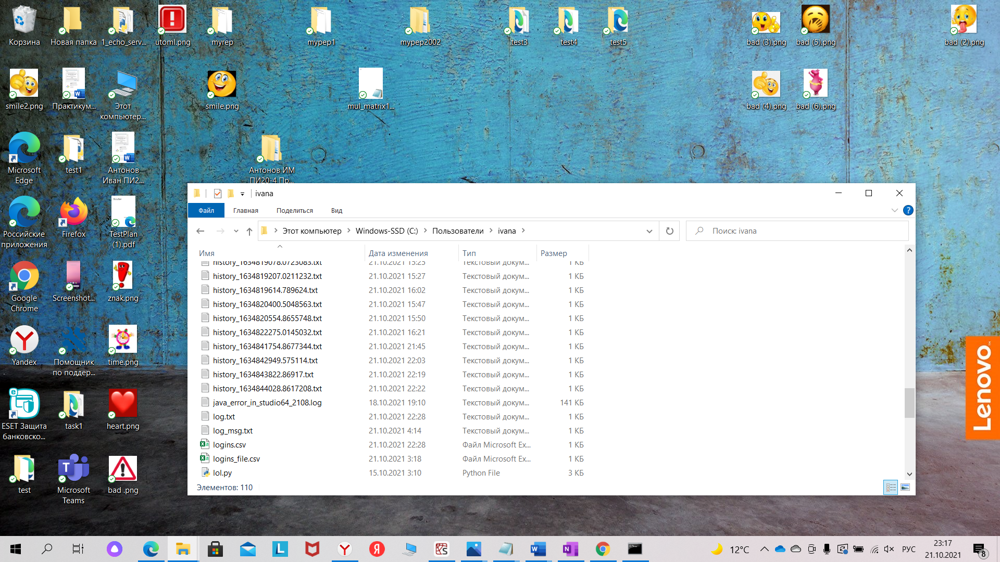 Корзина
Новая папка
1_echo_serv...
utoml.png
myrep
mypep1
mypep2002
test3
test4
test5
bad (3).png
bad (5).png
bad (2).png
smile2.png
Практикум...
Этот
компьютер...
smile.png
mul_matrix1...
bad (4).png
bad (6).png
Microsoft
Edge
test1
Антонов
Иван ПИ2...
Антонов ИМ
ПИ20-4 Пр...
Российские
приложения
Firefox
TestPlan
(1).pdf
Google
Chrome
Screenshot...
znak.png
Yandex
Помощник
по поддер...
time.png
ESET Защита
банковско...
task1
heart.png
test
Microsoft
Teams
bad .png
ivana
Файл
Главная
Поделиться
Вид
Этот компьютер
Windows-SSD (C:)
Пользователи
ivana
Поиск: ivana
Имя
Дата изменения
Тип
Размер
history_1634819078.0723083.txt 21.10.2021 15:25 Текстовый докум... 1 КБ
history_1634819207.0211232.txt 21.10.2021 15:27 Текстовый докум... 1 КБ
history_1634819614.789624.txt 21.10.2021 16:02 Текстовый докум... 1 КБ
history_1634820400.5048563.txt 21.10.2021 15:47 Текстовый докум... 1 КБ
history_1634820554.8655748.txt 21.10.2021 15:50 Текстовый докум... 1 КБ
history_1634822275.0145032.txt 21.10.2021 16:21 Текстовый докум... 1 КБ
history_1634841754.8677344.txt 21.10.2021 21:45 Текстовый докум... 1 КБ
history_1634842949.575114.txt 21.10.2021 22:03 Текстовый докум... 1 КБ
history_1634843822.86917.txt 21.10.2021 22:19 Текстовый докум... 1 КБ
history_1634844028.8617208.txt 21.10.2021 22:22 Текстовый докум... 1 КБ
java_error_in_studio64_2108.log 18.10.2021 19:10 Текстовый докум... 141 КБ
log.txt 21.10.2021 22:28 Текстовый докум... 1 КБ
log_msg.txt 21.10.2021 4:14 Текстовый докум... 1 КБ
logins.csv 21.10.2021 22:28 Файл Microsoft Ex... 1 КБ
logins_file.csv 21.10.2021 3:18 Файл Microsoft Ex... 1 КБ
lol.py 15.10.2021 3:10 Python File 3 КБ
Элементов: 110
Lenovo
12°C
РУС
23:17
21.10.2021
8